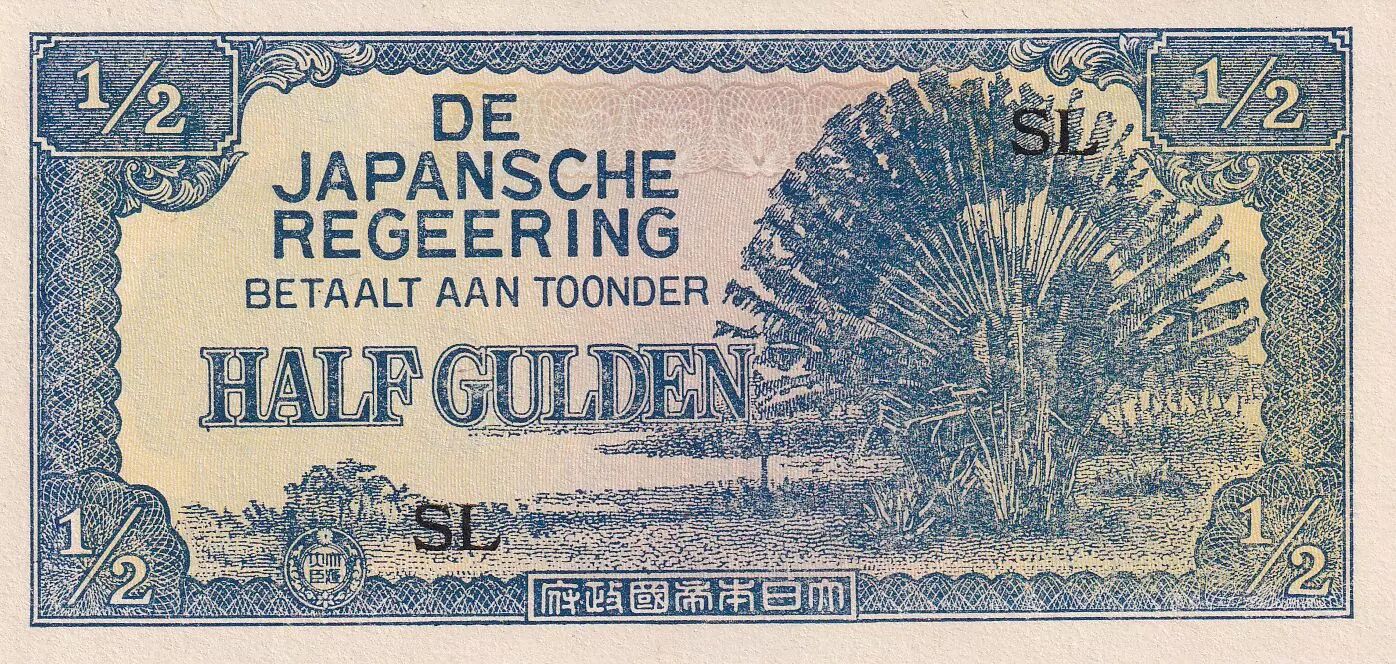 1/2
1/2
DE
JAPANSCHE
REGEERING
BETAALT AAN TOONDER
HALF GULDEN
SL
SL
1/2
1/2
府政國帝本日大